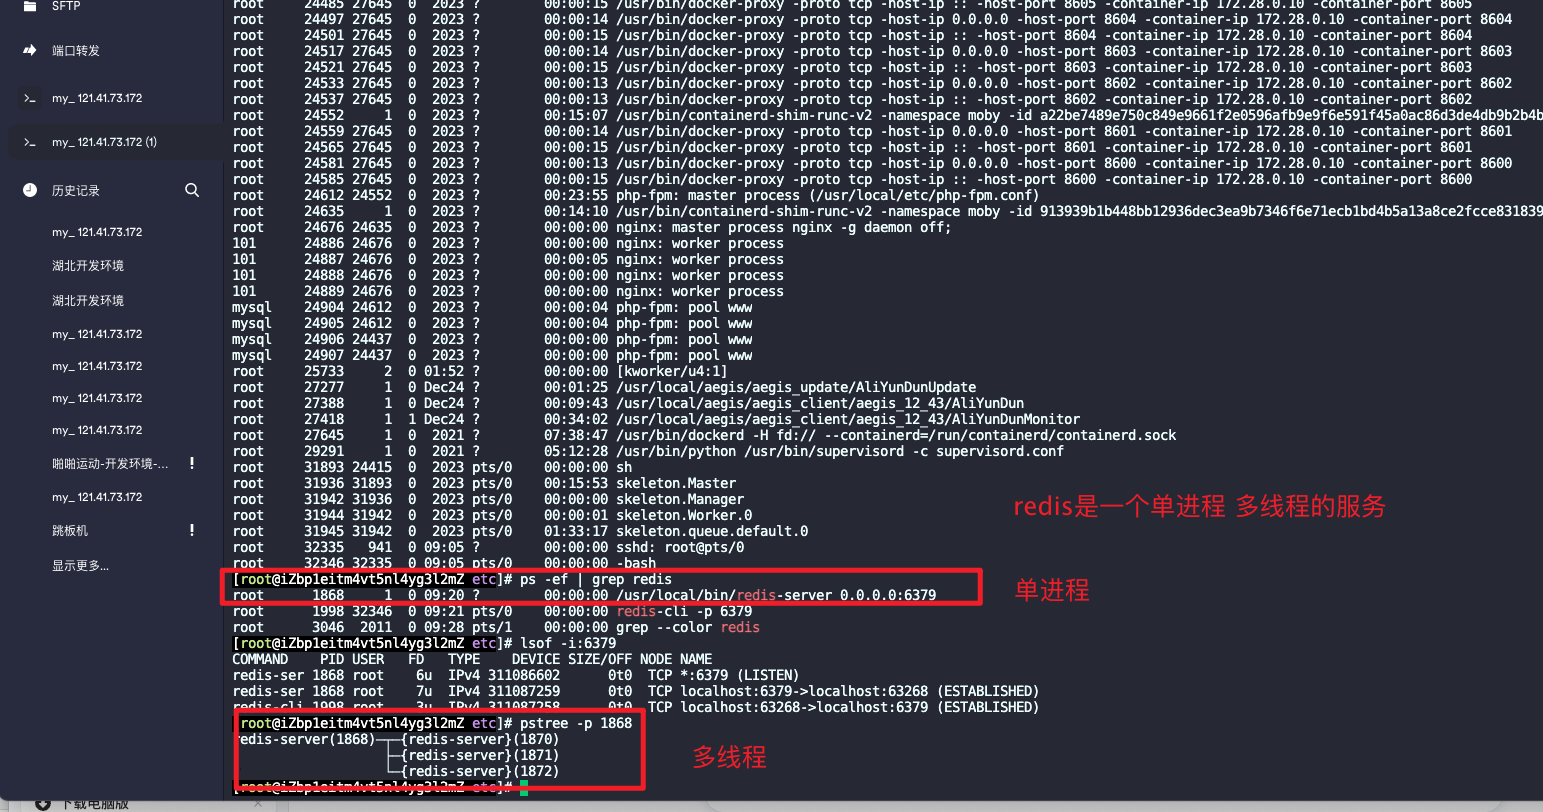 SFTP
端口转发
my_ 121.41.73.172
my_ 121.41.73.172 (1)
历史记录
my_ 121.41.73.172
湖北开发环境
湖北开发环境
my_ 121.41.73.172
my_ 121.41.73.172
my_ 121.41.73.172
my_ 121.41.73.172
啪啪运动-开发环境-...
my_ 121.41.73.172
跳板机
显示更多...
root 24485 27645 0 2023 ? 00:00:15 /usr/bin/docker-proxy -proto tcp -host-ip :: -host-port 8605 -container-ip 172.28.0.10 -container-port 8605
root 24497 27645 0 2023 ? 00:00:14 /usr/bin/docker-proxy -proto tcp -host-ip 0.0.0.0 -host-port 8604 -container-ip 172.28.0.10 -container-port 8604
root 24501 27645 0 2023 ? 00:00:15 /usr/bin/docker-proxy -proto tcp -host-ip :: -host-port 8604 -container-ip 172.28.0.10 -container-port 8604
root 24517 27645 0 2023 ? 00:00:14 /usr/bin/docker-proxy -proto tcp -host-ip 0.0.0.0 -host-port 8603 -container-ip 172.28.0.10 -container-port 8603
root 24521 27645 0 2023 ? 00:00:15 /usr/bin/docker-proxy -proto tcp -host-ip :: -host-port 8603 -container-ip 172.28.0.10 -container-port 8603
root 24533 27645 0 2023 ? 00:00:13 /usr/bin/docker-proxy -proto tcp -host-ip 0.0.0.0 -host-port 8602 -container-ip 172.28.0.10 -container-port 8602
root 24537 27645 0 2023 ? 00:00:13 /usr/bin/docker-proxy -proto tcp -host-ip :: -host-port 8602 -container-ip 172.28.0.10 -container-port 8602
root 24552 1 0 2023 ? 00:15:07 /usr/bin/containerd-shim-runc-v2 -namespace moby -id a22be7489e750c849e9661f2e0596afb9e9f6e591f45a0ac86d3de4db9b2b4b
root 24559 27645 0 2023 ? 00:00:14 /usr/bin/docker-proxy -proto tcp -host-ip 0.0.0.0 -host-port 8601 -container-ip 172.28.0.10 -container-port 8601
root 24565 27645 0 2023 ? 00:00:15 /usr/bin/docker-proxy -proto tcp -host-ip :: -host-port 8601 -container-ip 172.28.0.10 -container-port 8601
root 24581 27645 0 2023 ? 00:00:13 /usr/bin/docker-proxy -proto tcp -host-ip 0.0.0.0 -host-port 8600 -container-ip 172.28.0.10 -container-port 8600
root 24585 27645 0 2023 ? 00:00:15 /usr/bin/docker-proxy -proto tcp -host-ip :: -host-port 8600 -container-ip 172.28.0.10 -container-port 8600
root 24612 24552 0 2023 ? 00:23:55 php-fpm: master process (/usr/local/etc/php-fpm.conf)
root 24635 1 0 2023 ? 00:14:10 /usr/bin/containerd-shim-runc-v2 -namespace moby -id 913939b1b448bb12936dec3ea9b7346f6e71ecb1bd4b5a13a8ce2fcce831839
root 24676 24635 0 2023 ? 00:00:00 nginx: master process nginx -g daemon off;
101 24886 24676 0 2023 ? 00:00:00 nginx: worker process
101 24887 24676 0 2023 ? 00:00:05 nginx: worker process
101 24888 24676 0 2023 ? 00:00:00 nginx: worker process
101 24889 24676 0 2023 ? 00:00:00 nginx: worker process
mysql 24904 24612 0 2023 ? 00:00:04 php-fpm: pool www
mysql 24905 24612 0 2023 ? 00:00:04 php-fpm: pool www
mysql 24906 24437 0 2023 ? 00:00:00 php-fpm: pool www
mysql 24907 24437 0 2023 ? 00:00:00 php-fpm: pool www
root 25733 2 0 01:52 ? 00:00:00 [kworker/u4:1]
root 27277 1 0 Dec24 ? 00:01:25 /usr/local/aegis/aegis_update/AliYunDunUpdate
root 27388 1 0 Dec24 ? 00:09:43 /usr/local/aegis/aegis_client/aegis_12_43/AliYunDun
root 27418 1 1 Dec24 ? 00:34:02 /usr/local/aegis/aegis_client/aegis_12_43/AliYunDunMonitor
root 27645 1 0 2021 ? 07:38:47 /usr/bin/dockerd -H fd:// --containerd=/run/containerd/containerd.sock
root 29291 1 0 2021 ? 05:12:28 /usr/bin/python /usr/bin/supervisord -c supervisord.conf
root 31893 24415 0 2023 pts/0 00:00:00 sh
root 31936 31893 0 2023 pts/0 00:15:53 skeleton.Master
root 31942 31936 0 2023 pts/0 00:00:00 skeleton.Manager
root 31944 31942 0 2023 pts/0 00:00:01 skeleton.Worker.0
root 31945 31942 0 2023 pts/0 01:33:17 skeleton.queue.default.0
root 32335 941 0 09:05 ? 00:00:00 sshd: root@pts/0
root 32346 32335 0 09:05 pts/0 00:00:00 -bash
redis是一个单进程 多线程的服务
[root@iZbp1eitm4vt5nl4yg3l2mZ etc]# ps -ef | grep redis
root 1868 1 0 09:20 ? 00:00:00 /usr/local/bin/redis-server 0.0.0.0:6379
单进程
root 1998 32346 0 09:21 pts/0 00:00:00 redis-cli -p 6379
root 3046 2011 0 09:28 pts/1 00:00:00 grep --color redis
[root@iZbp1eitm4vt5nl4yg3l2mZ etc]# lsof -i:6379
COMMAND PID USER FD TYPE DEVICE SIZE/OFF NODE NAME
redis-ser 1868 root 6u IPv4 311086602 0t0 TCP *:6379 (LISTEN)
redis-ser 1868 root 7u IPv4 311087259 0t0 TCP localhost:6379->localhost:63268 (ESTABLISHED)
redis-cli 1998 root 3u IPv4 311087258 0t0 TCP localhost:63268->localhost:6379 (ESTABLISHED)
[root@iZbp1eitm4vt5nl4yg3l2mZ etc]# pstree -p 1868
redis-server(1868)─┬─{redis-server}(1870)
├─{redis-server}(1871)
└─{redis-server}(1872)
多线程
[root@iZbp1eitm4vt5nl4yg3l2mZ etc]#
下载电脑版